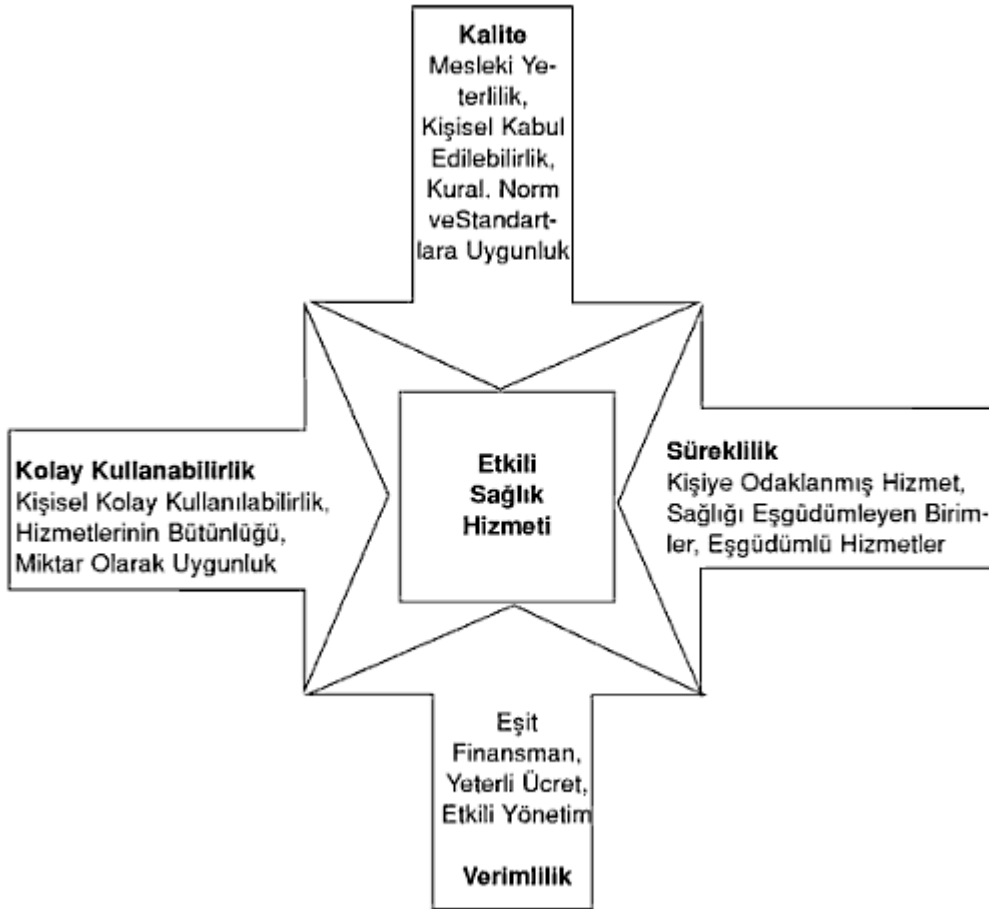 Kalite
Mesleki Ye-
terlilik,
Kişisel Kabul
Edilebilirlik,
Kural. Norm
veStandart-
lara Uygunluk
Kolay Kullanabilirlik
Kişisel Kolay Kullanılabilirlik,
Hizmetlerinin Bütünlüğü,
Miktar Olarak Uygunluk
Etkili
Sağlık
Hizmeti
Süreklilik
Kişiye Odaklanmış Hizmet,
Sağlığı Eşgüdümleyen Birim-
ler, Eşgüdümlü Hizmetler
Eşit
Finansman,
Yeterli Ücret,
Etkili Yönetim
Verimlilik